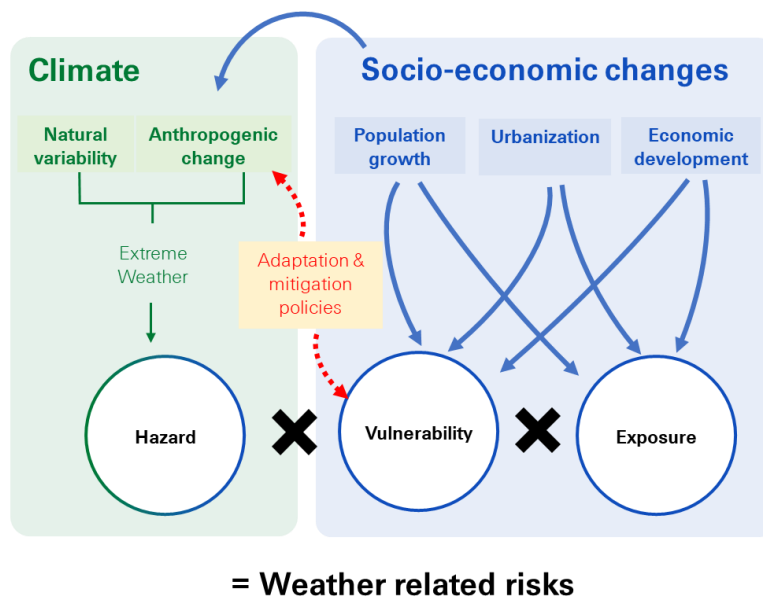 Climate
Socio-economic changes
Natural
variability
Anthropogenic
change
Population
growth
Urbanization
Economic
development
Extreme
Weather
Adaptation &
mitigation
policies
Hazard
Vulnerability
Exposure
= Weather related risks